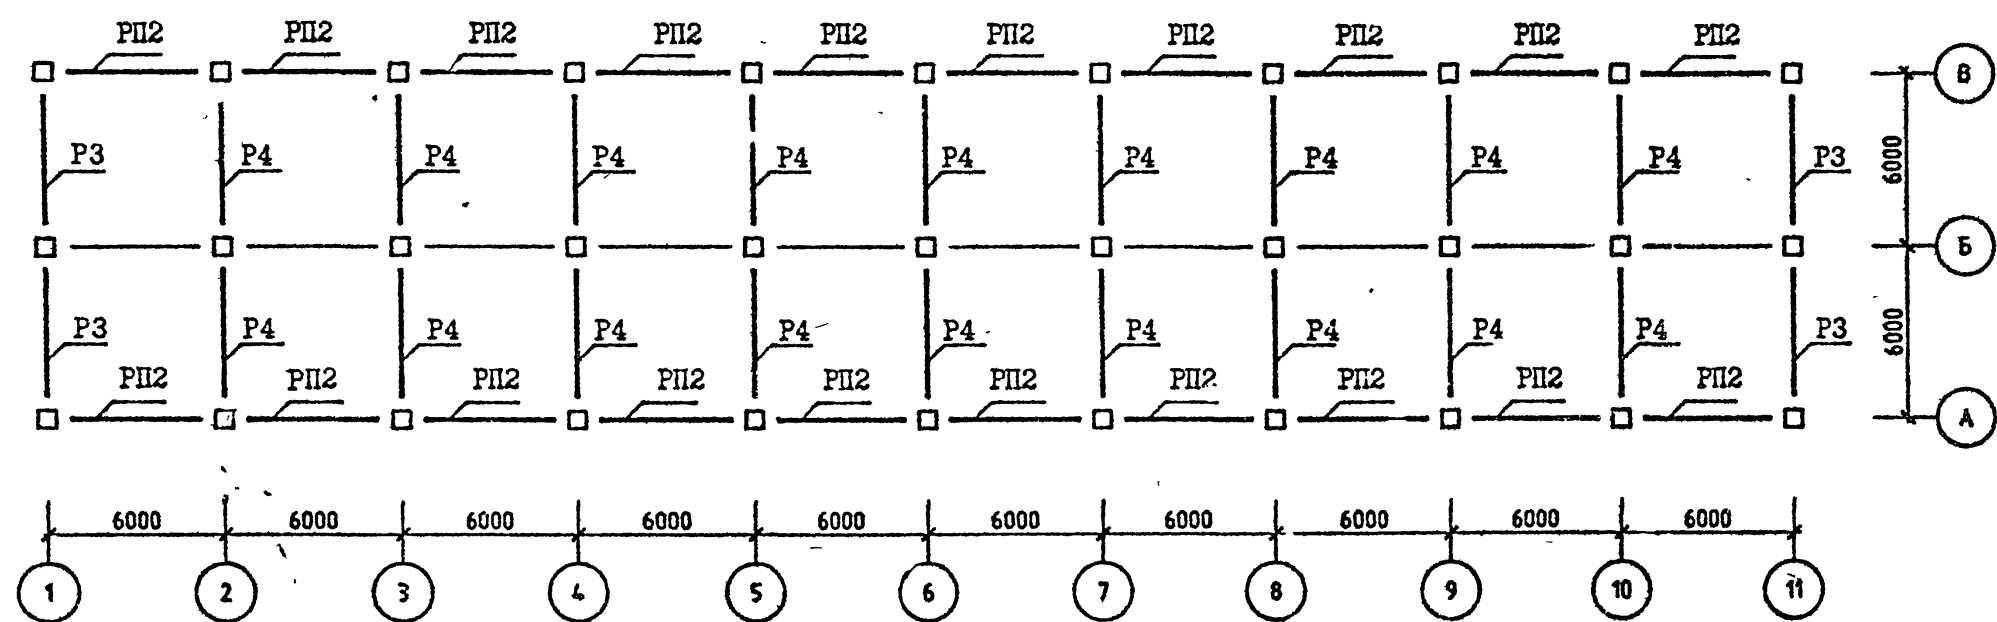 РП2 РП2 РП2 РП2 РП2 РП2 РП2 РП2 РП2 РП2
В
Р3 Р4 Р4 Р4 Р4 Р4 Р4 Р4 Р4 Р4 Р3
6000
Б
Р3 Р4 Р4 Р4 Р4 Р4 Р4 Р4 Р4 Р4 Р3
6000
РП2 РП2 РП2 РП2 РП2 РП2 РП2 РП2 РП2 РП2
А
6000 6000 6000 6000 6000 6000 6000 6000 6000 6000
1 2 3 4 5 6 7 8 9 10 11